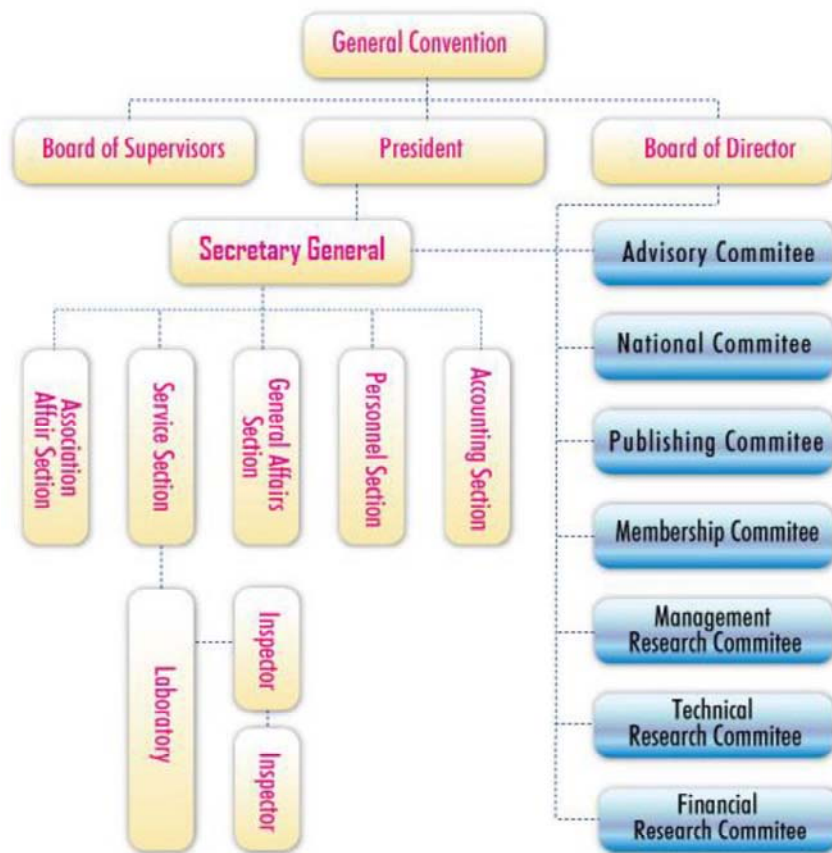 General Convention
Board of Supervisors
President
Board of Director
Secretary General
Advisory Commitee
National Commitee
Publishing Commitee
Membership Commitee
Management
Research Commitee
Technical
Research Commitee
Financial
Research Commitee
Association
Affair Section
Service Section
General Affairs
Section
Personnel Section
Accounting Section
Laboratory
Inspector
Inspector